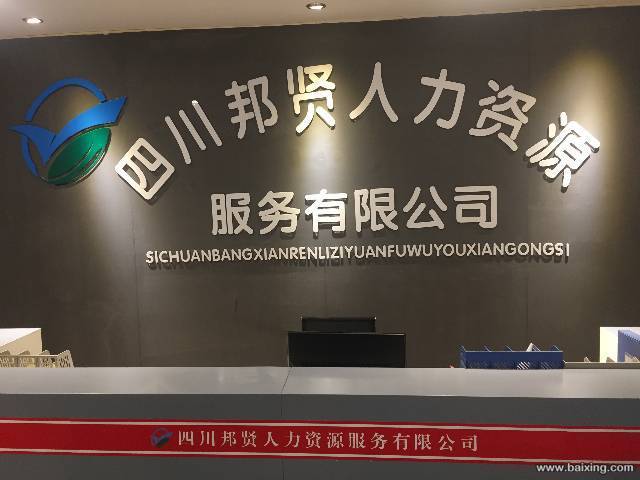 四川邦贤人力资源
服务有限公司
SICHUANBANGXIANRENLIZIYUANFUWUYOUXIANGONGSI
四川邦贤人力资源服务有限公司
www.baixing.com